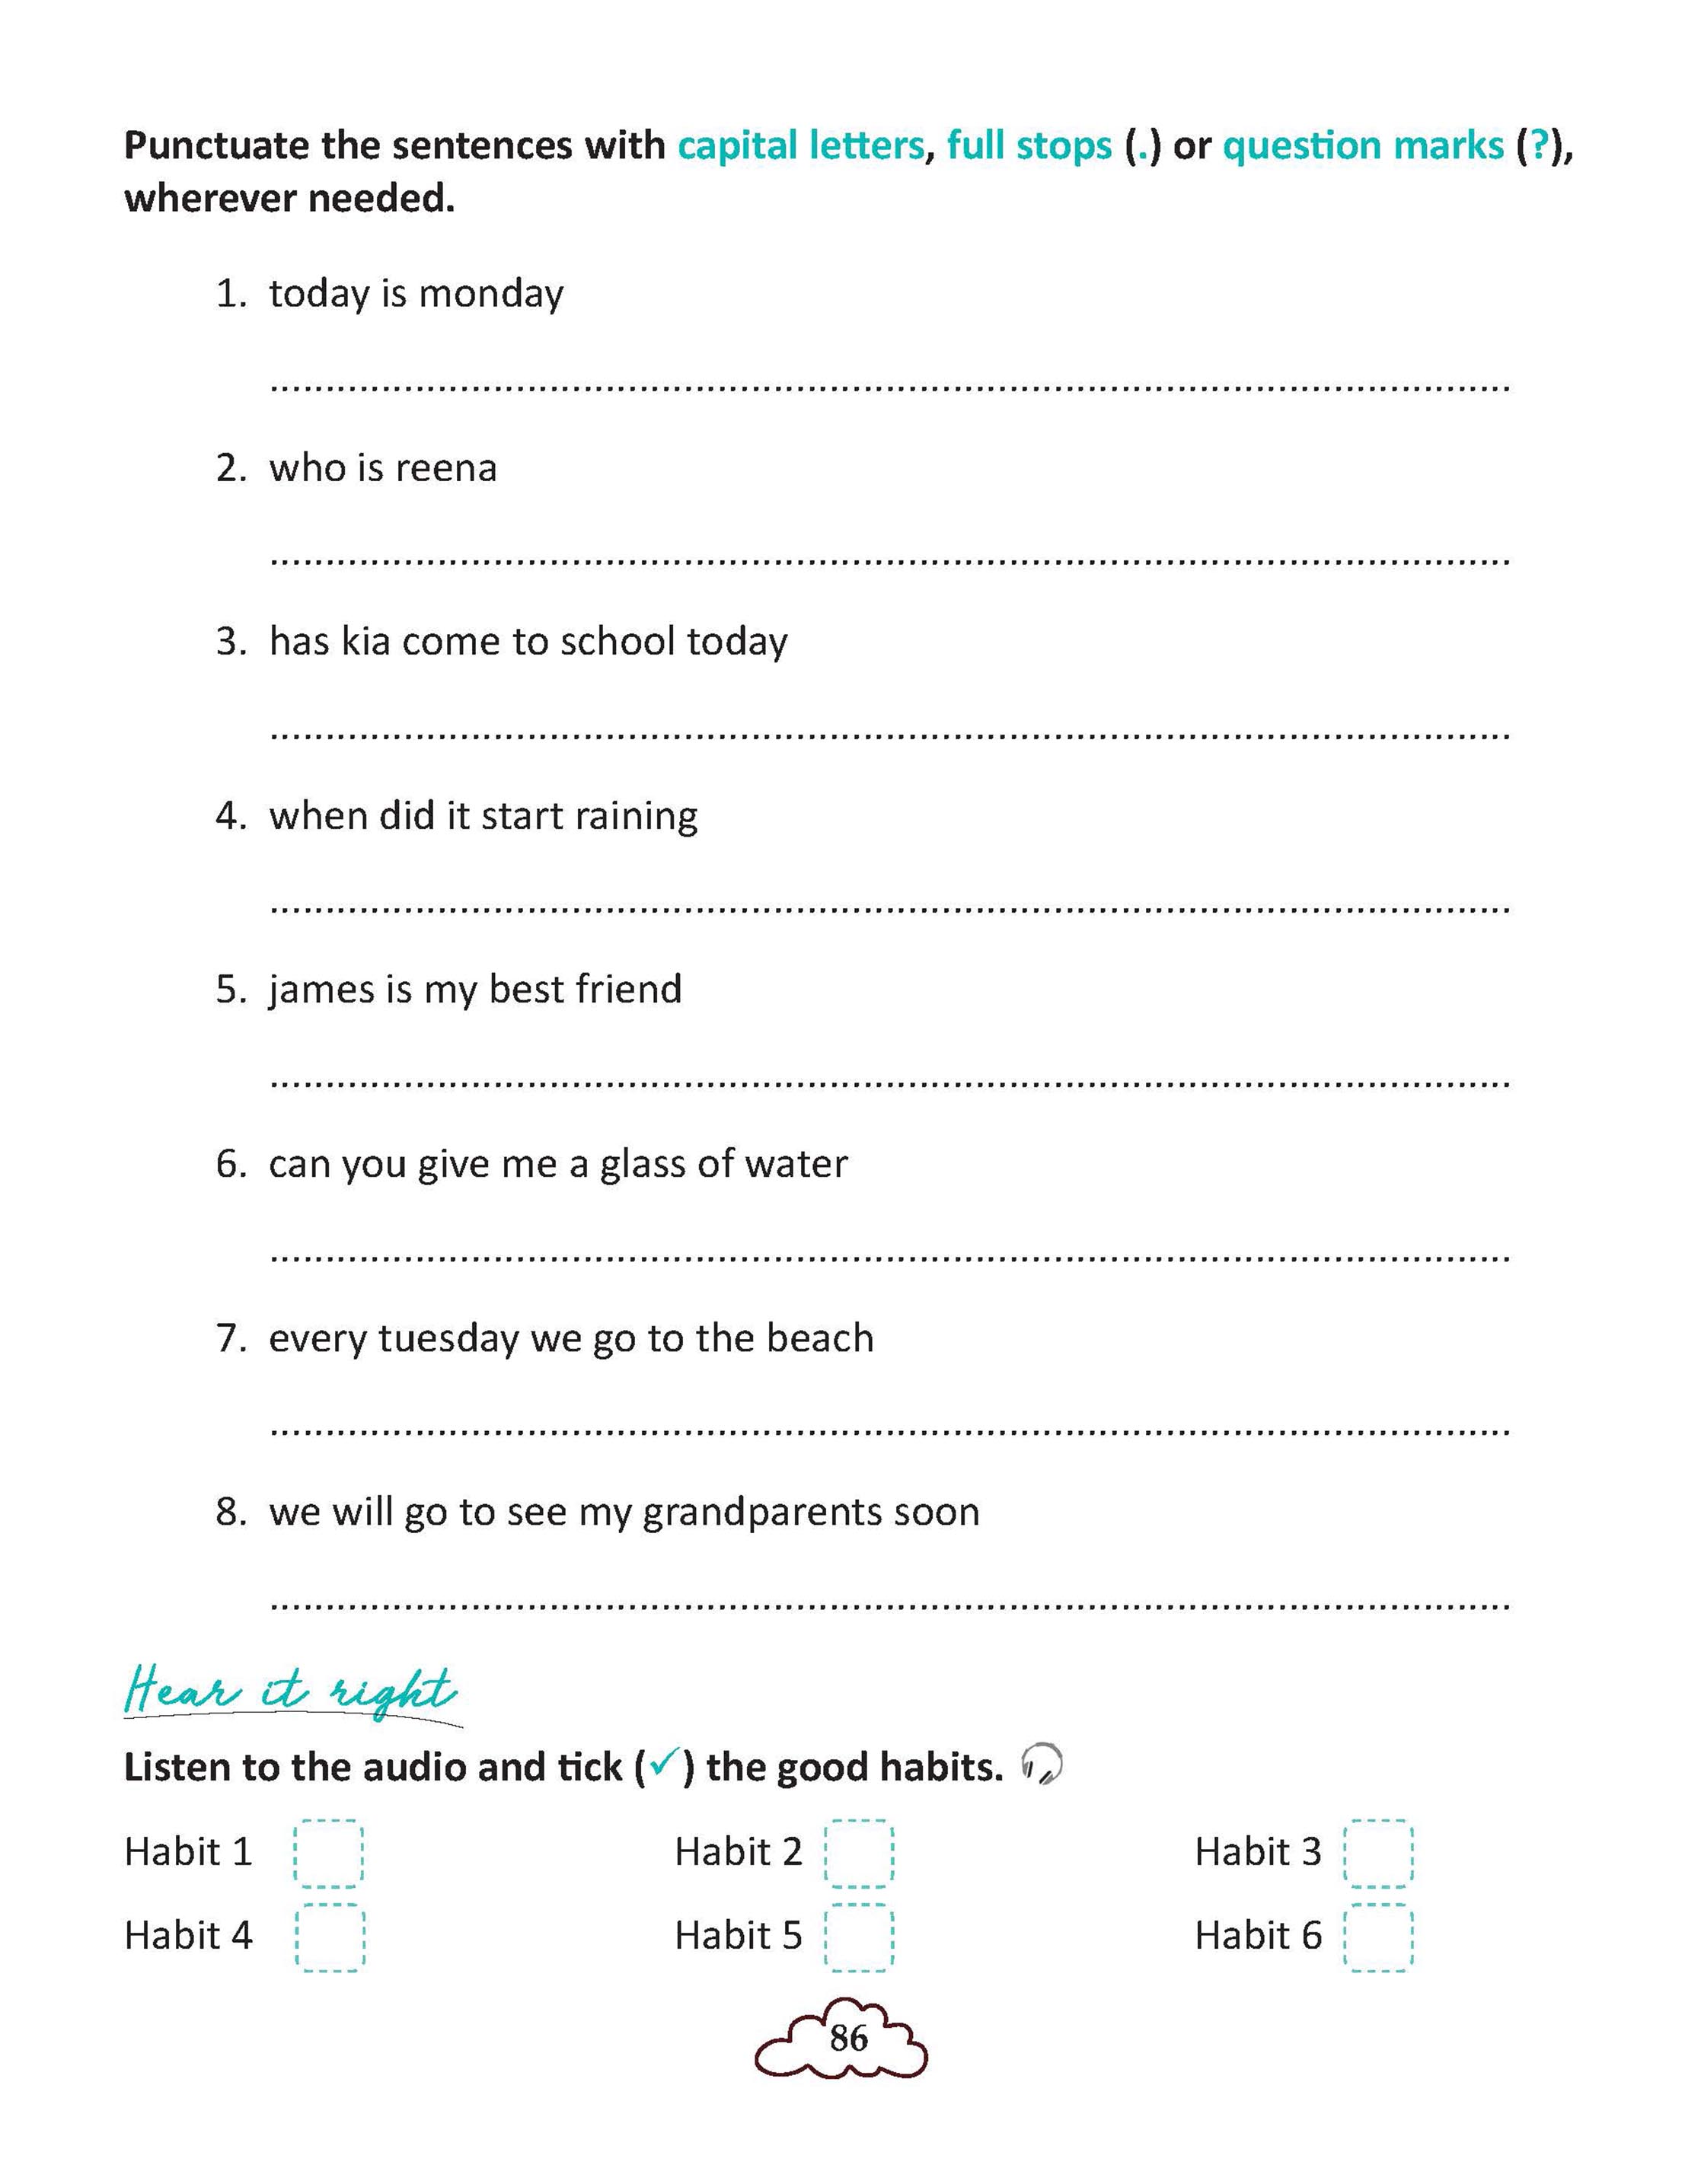 Punctuate the sentences with capital letters, full stops (.) or question marks (?),
wherever needed.
1. today is monday
................................................................................................
2. who is reena
................................................................................................
3. has kia come to school today
................................................................................................
4. when did it start raining
................................................................................................
5. james is my best friend
................................................................................................
6. can you give me a glass of water
................................................................................................
7. every tuesday we go to the beach
................................................................................................
8. we will go to see my grandparents soon
................................................................................................
Hear it right
Listen to the audio and tick (✓) the good habits.
Habit 1 Habit 2 Habit 3
Habit 4 Habit 5 Habit 6
86